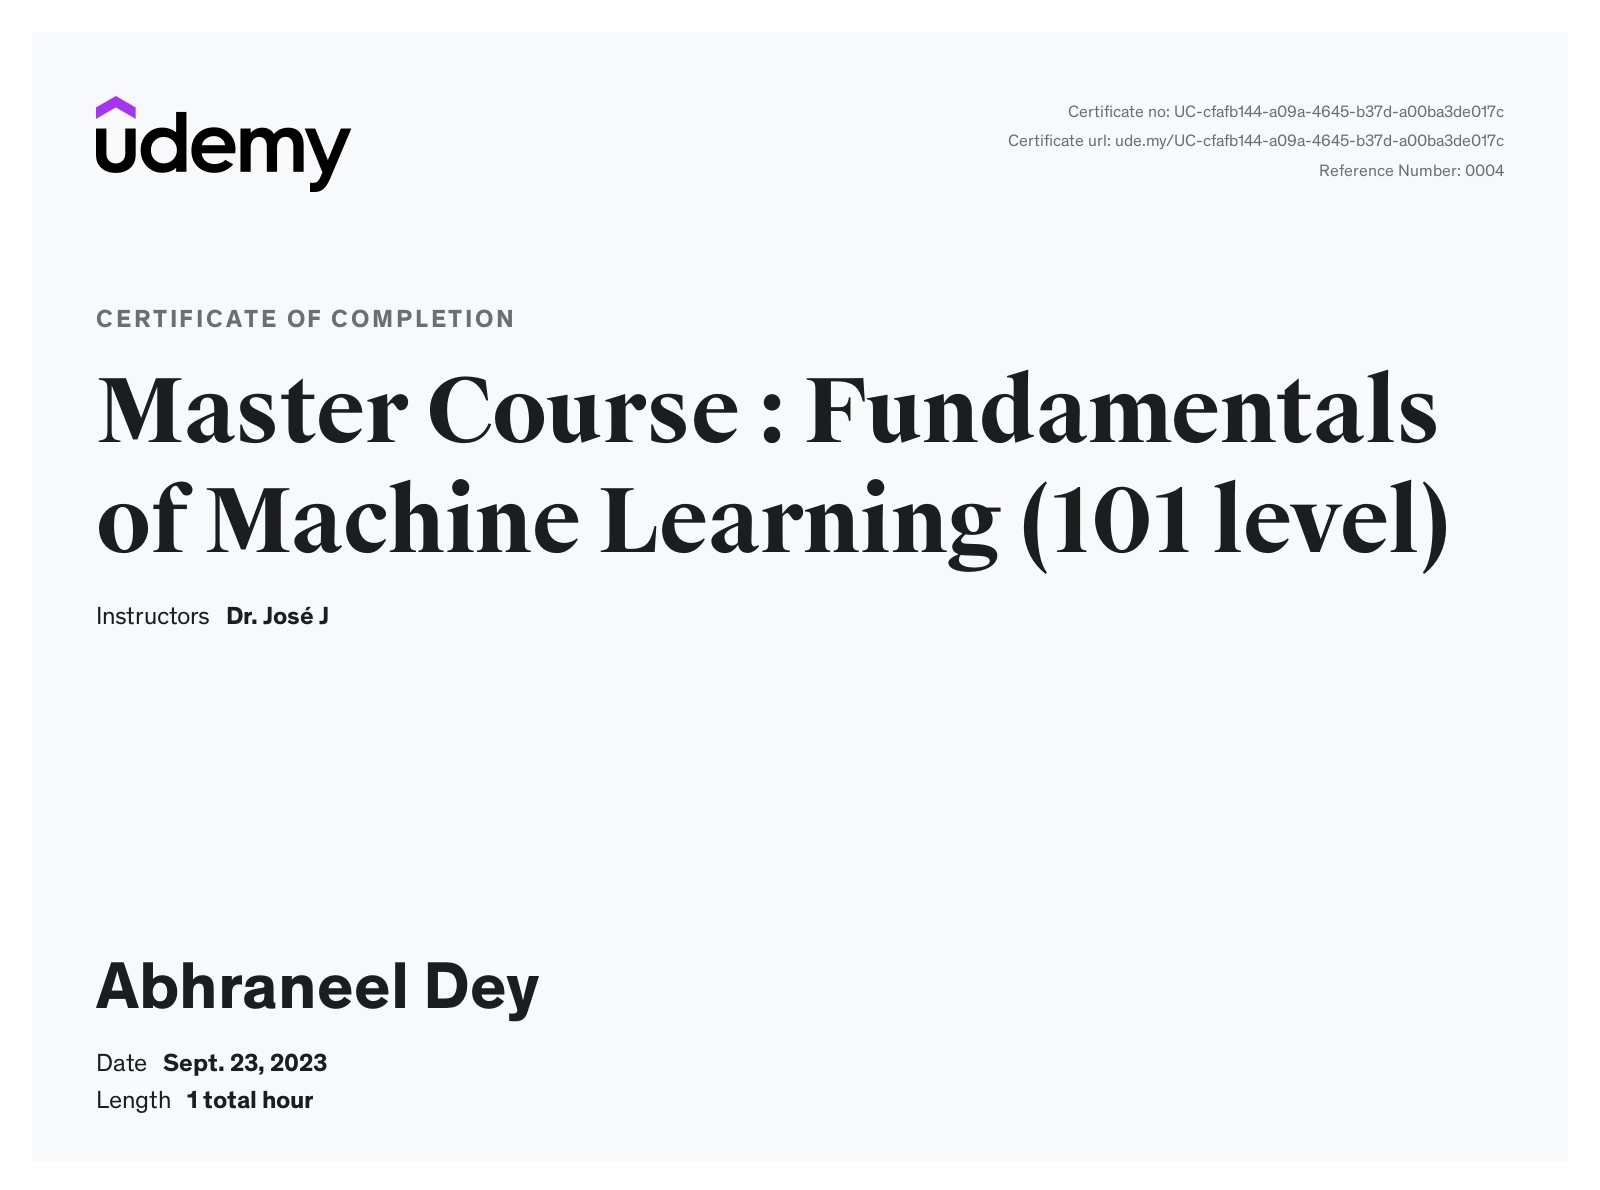 udemy
Certificate no: UC-cfafb144-a09a-4645-b37d-a00ba3de017c
Certificate url: ude.my/UC-cfafb144-a09a-4645-b37d-a00ba3de017c
Reference Number: 0004
CERTIFICATE OF COMPLETION
Master Course : Fundamentals
of Machine Learning (101 level)
Instructors Dr. José J
Abhraneel Dey
Date Sept. 23, 2023
Length 1 total hour